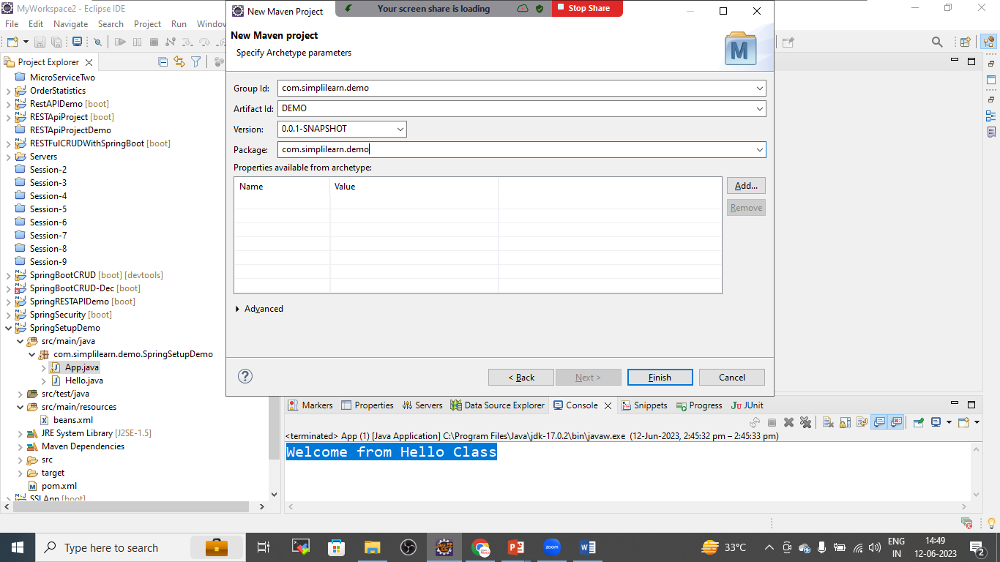 MyWorkspace2 - Eclipse IDE
File Edit Navigate Search Project Run Window
Project Explorer
MicroServiceTwo
OrderStatistics
RestAPIDemo [boot]
RESTApiProject [boot]
RESTApiProjectDemo
RESTFulCRUDWithSpringBoot [boot]
Servers
Session-2
Session-3
Session-4
Session-5
Session-6
Session-7
Session-8
Session-9
SpringBootCRUD [boot] [devtools]
SpringBootCRUD-Dec [boot]
SpringRESTAPIDemo [boot]
SpringSecurity [boot]
SpringSetupDemo
src/main/java
com.simplilearn.demo.SpringSetupDemo
App.java
Hello.java
src/test/java
src/main/resources
beans.xml
JRE System Library [J2SE-1.5]
Maven Dependencies
src
target
pom.xml
SSLApp [boot]
New Maven Project
Your screen share is loading
Stop Share
New Maven project
Specify Archetype parameters
M
Group Id: com.simplilearn.demo
Artifact Id: DEMO
Version: 0.0.1-SNAPSHOT
Package: com.simplilearn.demo
Properties available from archetype:
Name Value
Add...
Remove
Advanced
< Back Next > Finish Cancel
Markers Properties Servers Data Source Explorer Console Snippets Progress JUnit
<terminated> App (1) [Java Application] C:\Program Files\Java\jdk-17.0.2\bin\javaw.exe (12-Jun-2023, 2:45:32 pm – 2:45:33 pm)
Welcome from Hello Class
Type here to search
33°C
ENG
IN
14:49
12-06-2023
2